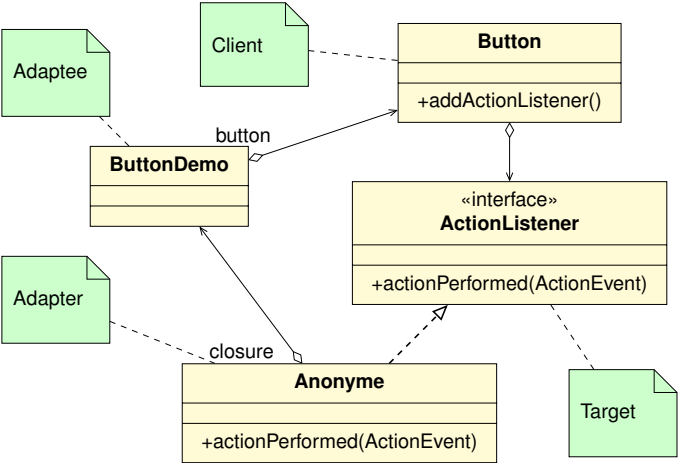 Client
Button
+addActionListener()
Adaptee
button
ButtonDemo
«interface»
ActionListener
+actionPerformed(ActionEvent)
Adapter
closure
Anonyme
+actionPerformed(ActionEvent)
Target